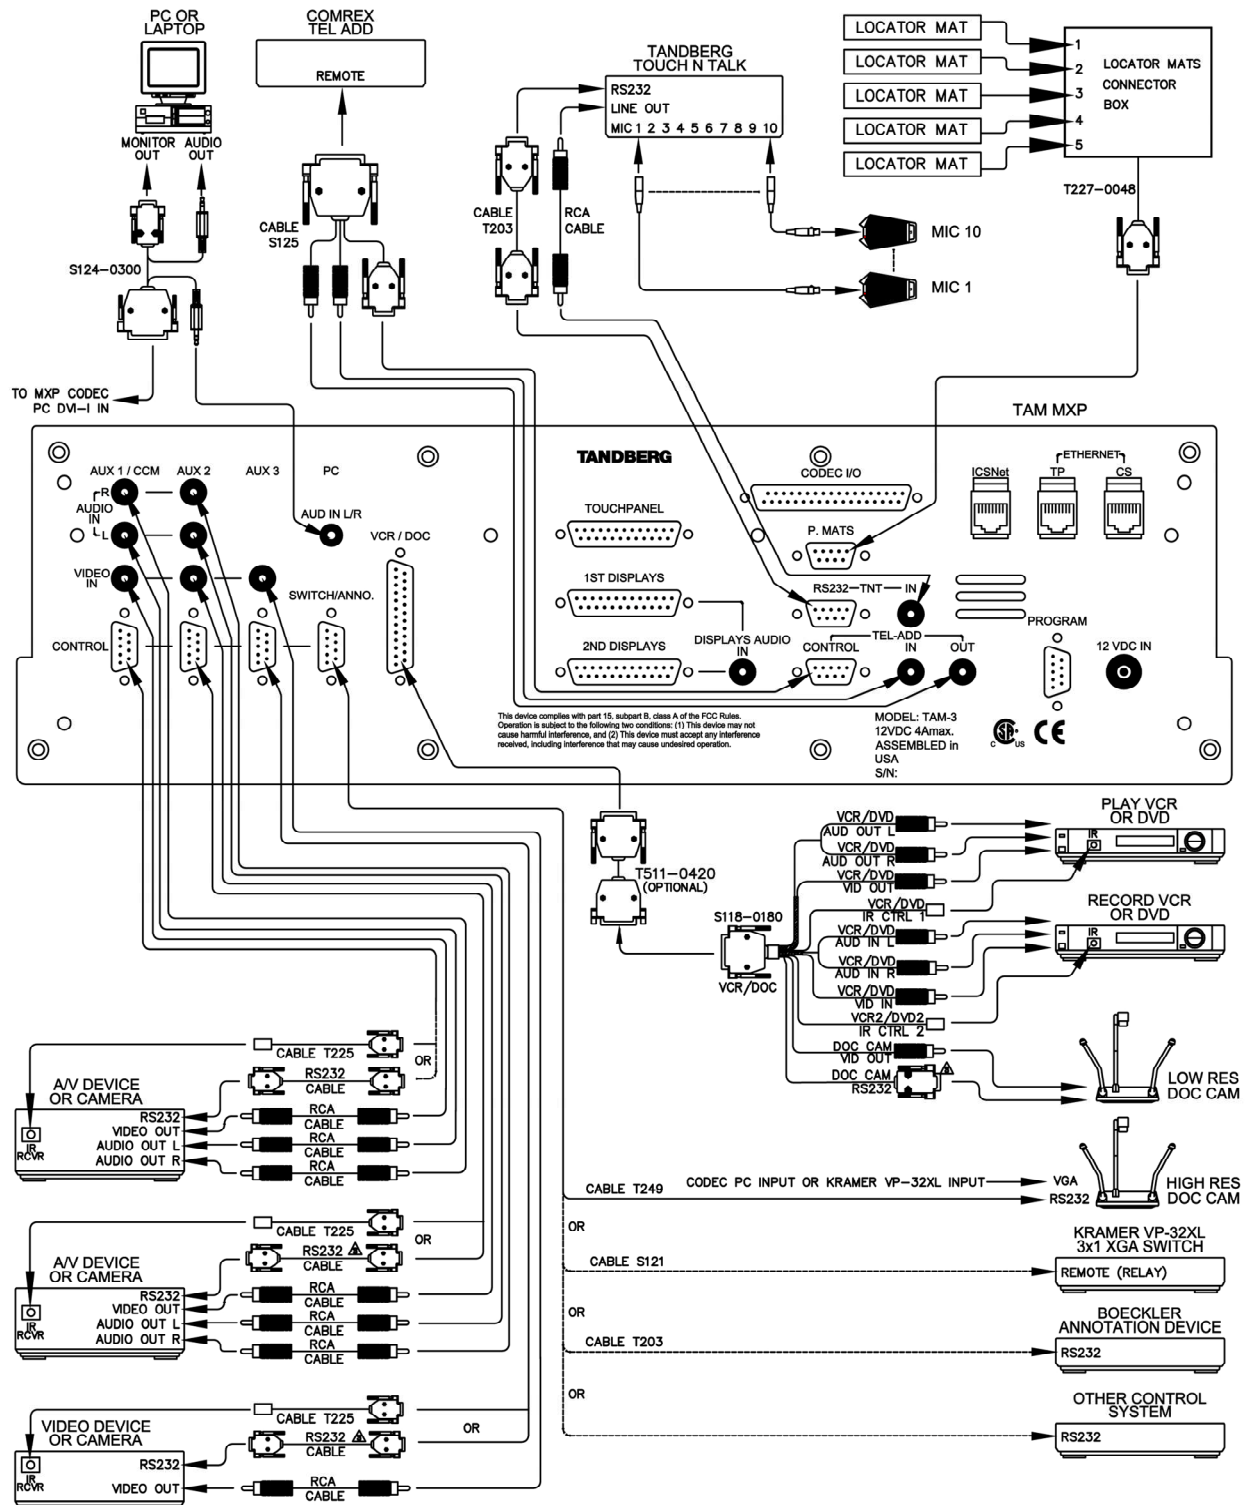 PC OR
LAPTOP
MONITOR
OUT
AUDIO
OUT
S124-0300
TO MXP CODEC
PC DVI-I IN
COMREX
TEL ADD
REMOTE
CABLE
S125
TANDBERG
TOUCH N TALK
RS232
LINE OUT
MIC 1 2 3 4 5 6 7 8 9 10
CABLE
T203
RCA
CABLE
MIC 10
MIC 1
LOCATOR MAT
LOCATOR MAT
LOCATOR MAT
LOCATOR MAT
LOCATOR MAT
1
2
3
4
5
LOCATOR MATS
CONNECTOR
BOX
T227-0048
TAM MXP
AUX 1 / CCM
AUX 2
AUX 3
PC
R
AUDIO
IN
L
VIDEO
IN
CONTROL
AUD IN L/R
SWITCH/ANNO.
VCR / DOC
TANDBERG
TOUCHPANEL
1ST DISPLAYS
2ND DISPLAYS
DISPLAYS AUDIO
IN
CODEC I/O
P. MATS
RS232-TNT- IN
TEL-ADD
CONTROL
IN
OUT
ICSNet
ETHERNET
TP
CS
PROGRAM
12 VDC IN
This device complies with part 15, subpart B, class A of the FCC Rules.
Operation is subject to the following two conditions: (1) This device may not
cause harmful interference, and (2) This device must accept any interference
received, including interference that may cause undesired operation.
MODEL: TAM-3
12VDC 4Amax.
ASSEMBLED in
USA
S/N:
C SP US
CE
T511-0420
(OPTIONAL)
S118-0180
VCR/DOC
VCR/DVD
AUD OUT L
VCR/DVD
AUD OUT R
VCR/DVD
VID OUT
VCR/DVD
IR CTRL 1
VCR/DVD
AUD IN L
VCR/DVD
AUD IN R
VCR/DVD
VID IN
VCR2/DVD2
IR CTRL 2
DOC CAM
VID OUT
DOC CAM
RS232
PLAY VCR
OR DVD
IR
RECORD VCR
OR DVD
IR
LOW RES
DOC CAM
CODEC PC INPUT OR KRAMER VP-32XL INPUT
VGA
RS232
HIGH RES
DOC CAM
CABLE T249
OR
CABLE S121
KRAMER VP-32XL
3x1 XGA SWITCH
REMOTE (RELAY)
OR
CABLE T203
BOECKLER
ANNOTATION DEVICE
RS232
OR
OTHER CONTROL
SYSTEM
RS232
A/V DEVICE
OR CAMERA
IR
RCVR
RS232
VIDEO OUT
AUDIO OUT L
AUDIO OUT R
CABLE T225
OR
RS232
CABLE
RCA
CABLE
RCA
CABLE
RCA
CABLE
A/V DEVICE
OR CAMERA
IR
RCVR
RS232
VIDEO OUT
AUDIO OUT L
AUDIO OUT R
CABLE T225
OR
RS232
CABLE
RCA
CABLE
RCA
CABLE
RCA
CABLE
VIDEO DEVICE
OR CAMERA
IR
RCVR
RS232
VIDEO OUT
CABLE T225
OR
RS232
CABLE
RCA
CABLE